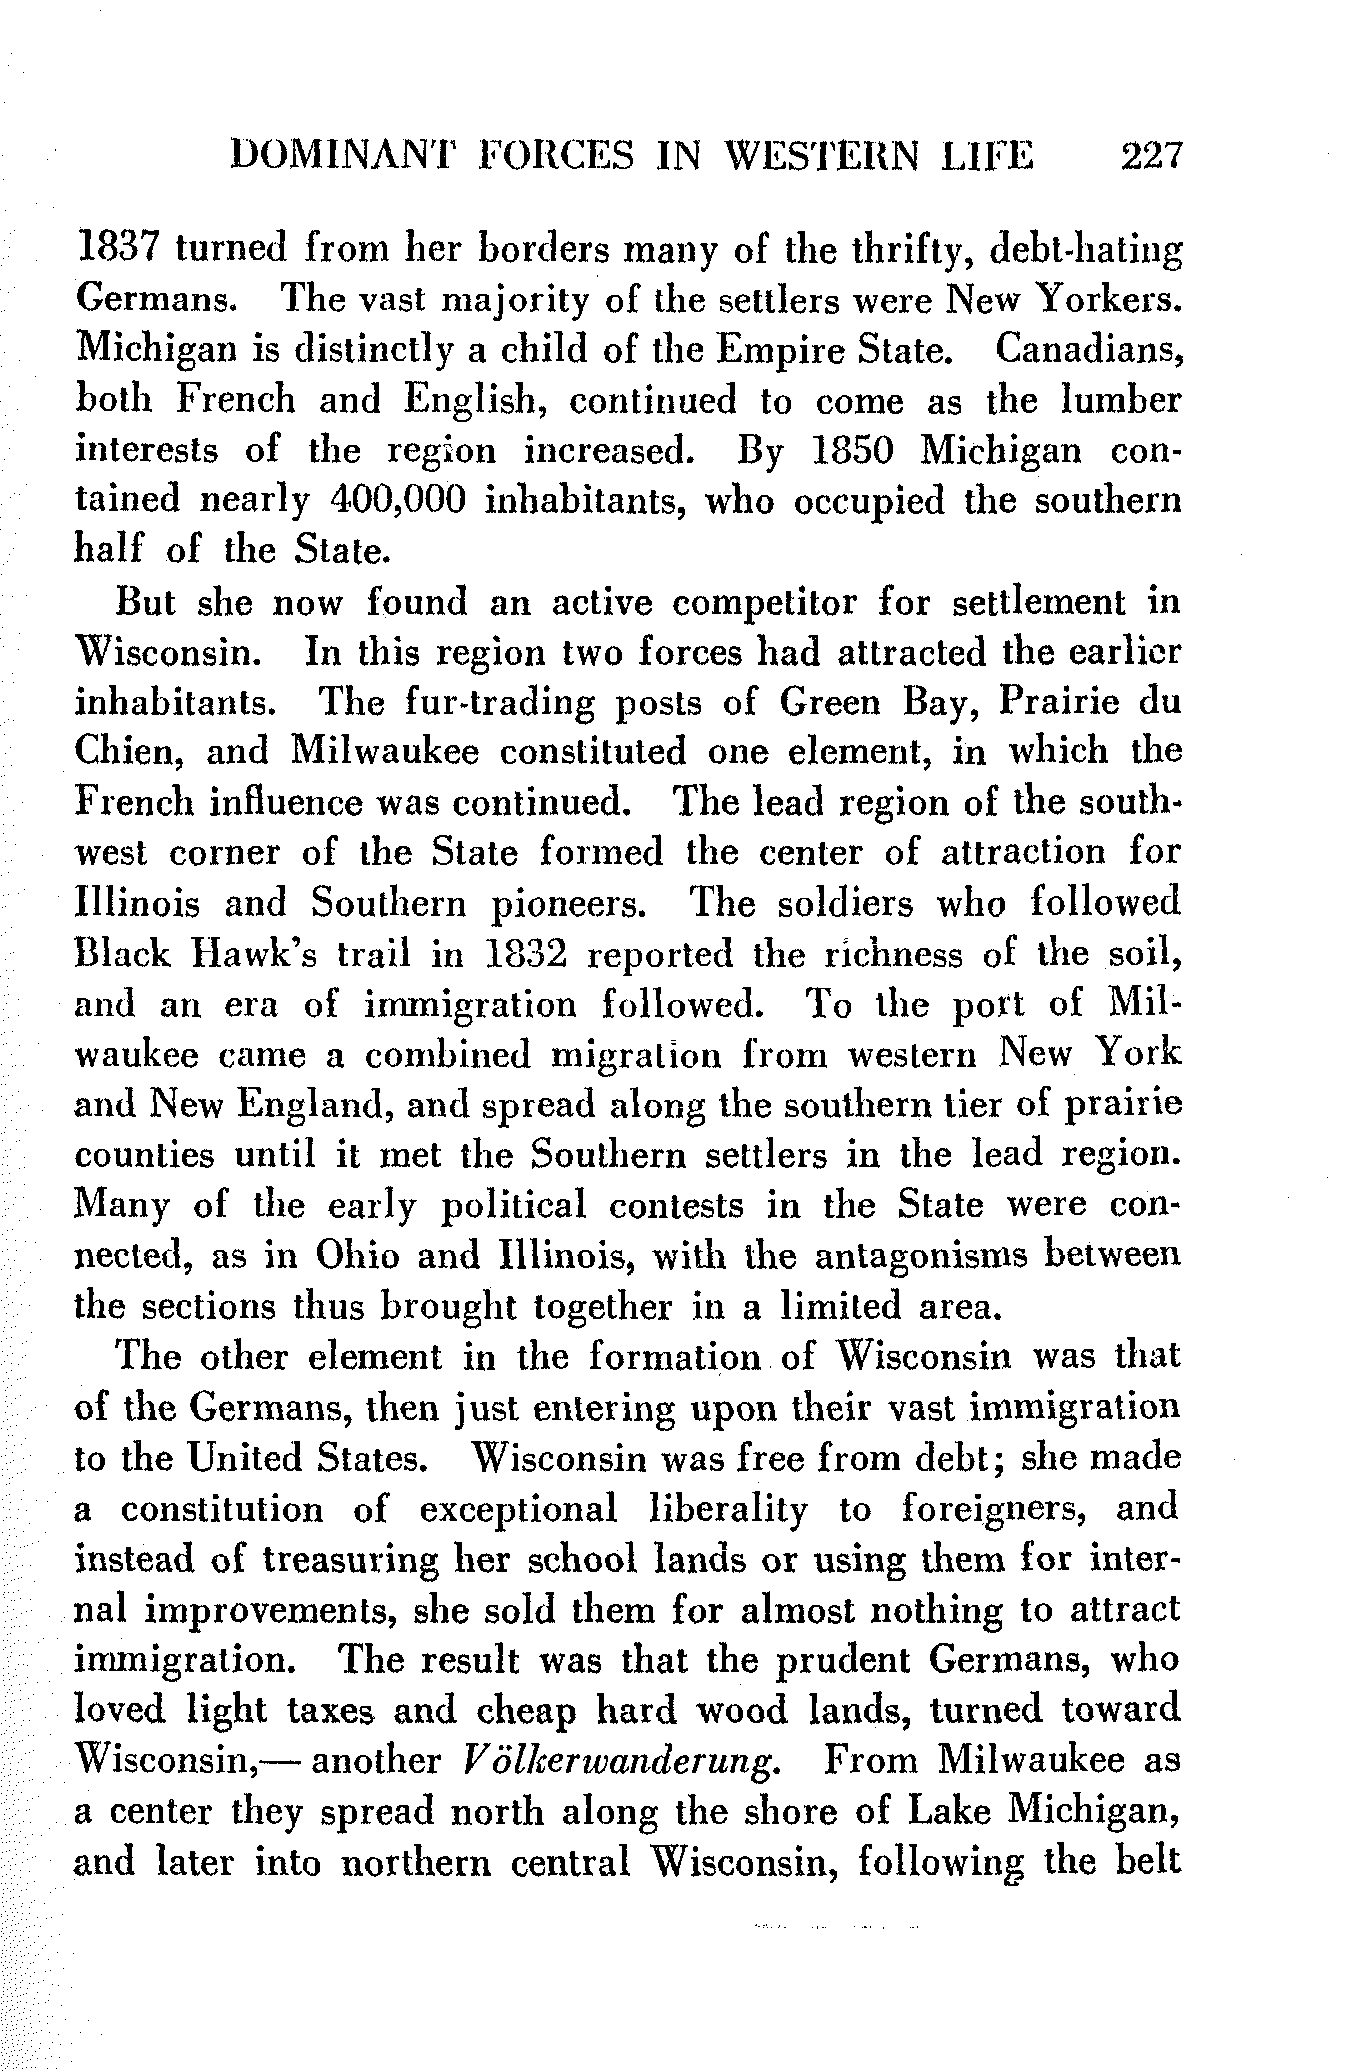 DOMINANT FORCES IN WESTERN LIFE 227
1837 turned from her borders many of the thrifty, debt-hating
Germans. The vast majority of the settlers were New Yorkers.
Michigan is distinctly a child of the Empire State. Canadians,
both French and English, continued to come as the lumber
interests of the region increased. By 1850 Michigan con-
tained nearly 400,000 inhabitants, who occupied the southern
half of the State.
But she now found an active competitor for settlement in
Wisconsin. In this region two forces had attracted the earlier
inhabitants. The fur-trading posts of Green Bay, Prairie du
Chien, and Milwaukee constituted one element, in which the
French influence was continued. The lead region of the south-
west corner of the State formed the center of attraction for
Illinois and Southern pioneers. The soldiers who followed
Black Hawk's trail in 1832 reported the richness of the soil,
and an era of immigration followed. To the port of Mil-
waukee came a combined migration from western New York
and New England, and spread along the southern tier of prairie
counties until it met the Southern settlers in the lead region.
Many of the early political contests in the State were con-
nected, as in Ohio and Illinois, with the antagonisms between
the sections thus brought together in a limited area.
The other element in the formation of Wisconsin was that
of the Germans, then just entering upon their vast immigration
to the United States. Wisconsin was free from debt; she made
a constitution of exceptional liberality to foreigners, and
instead of treasuring her school lands or using them for inter-
nal improvements, she sold them for almost nothing to attract
immigration. The result was that the prudent Germans, who
loved light taxes and cheap hard wood lands, turned toward
Wisconsin,— another Völkerwanderung. From Milwaukee as
a center they spread north along the shore of Lake Michigan,
and later into northern central Wisconsin, following the belt